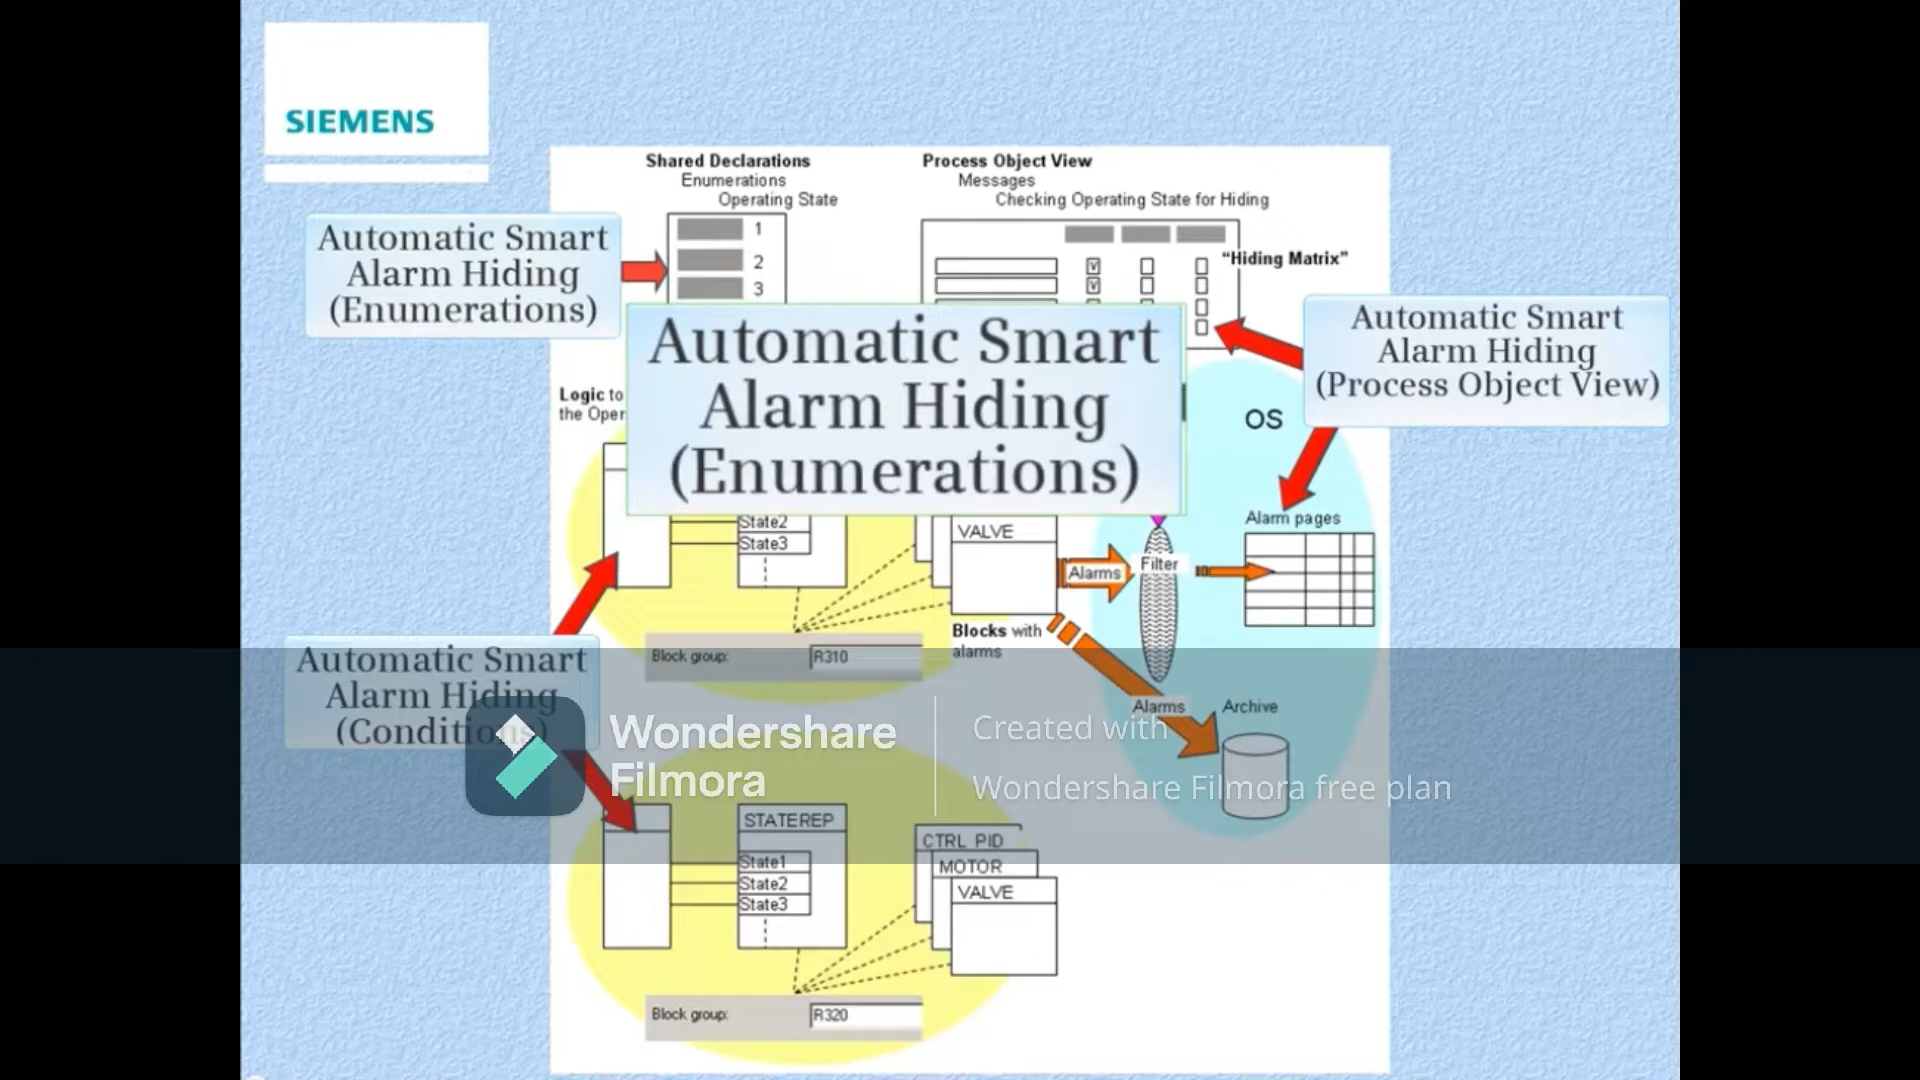 SIEMENS
Shared Declarations
Enumerations
Operating State
1
2
3
Process Object View
Messages
Checking Operating State for Hiding
"Hiding Matrix"
Automatic Smart
Alarm Hiding
(Enumerations)
Automatic Smart
Alarm Hiding
(Process Object View)
Automatic Smart
Alarm Hiding
(Enumerations)
Logic to
the Oper
OS
State2
State3
VALVE
Alarms
Filter
Alarm pages
Blocks with
alarms
Block group: R310
Automatic Smart
Alarm Hiding
(Conditions)
Alarms
Archive
Wondershare
Filmora
Created with
Wondershare Filmora free plan
STATEREP
State1
State2
State3
CTRL PID
MOTOR
VALVE
Block group: R320